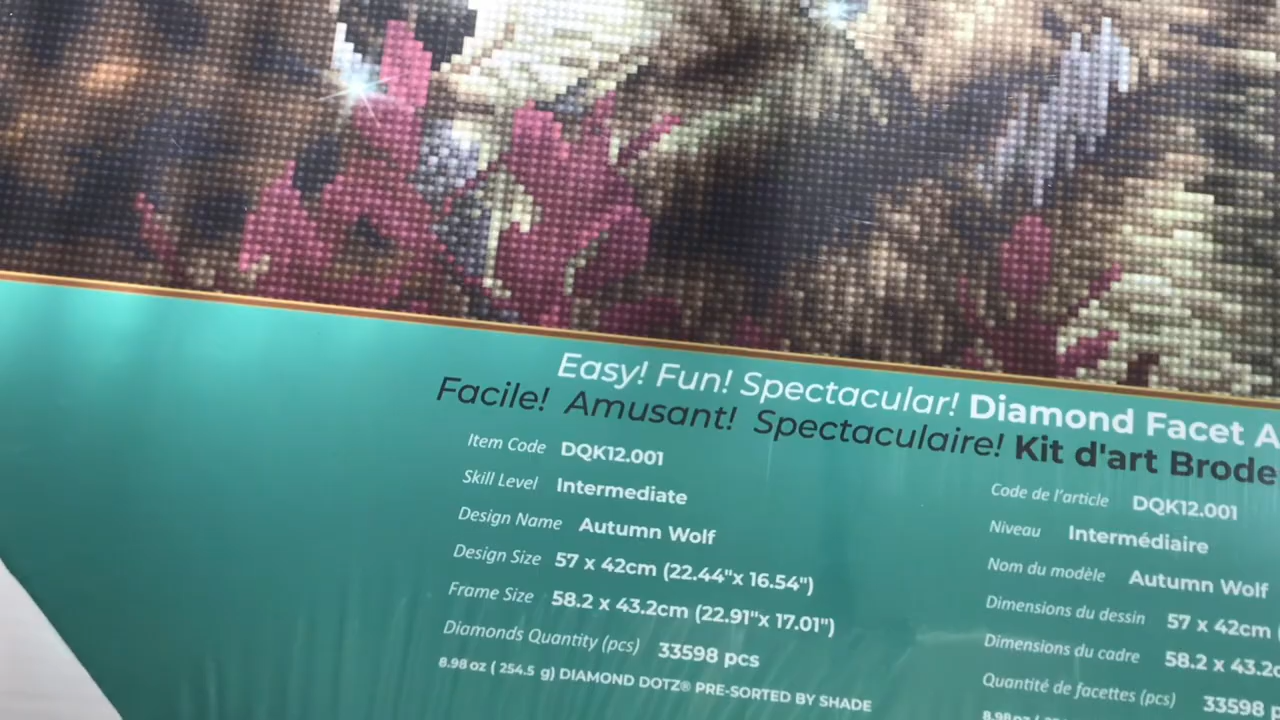 Easy! Fun! Spectacular! Diamond Facet
Facile! Amusant! Spectaculaire! Kit d'art
Item Code DQK12.001
Skill Level Intermediate
Design Name Autumn Wolf
Design Size 57 x 42cm (22.44"x 16.54")
Frame Size 58.2 x 43.2cm (22.91"x 17.01")
Diamonds Quantity (pcs) 33598 pcs
8.98 oz ( 254.5 g) DIAMOND DOTZ® PRE-SORTED BY SHADE
Code de l'article DQK12.001
Niveau Intermédiaire
Nom du modèle Autumn Wolf
Dimensions du dessin 57 x 42cm
Dimensions du cadre 58.2 x
Quantité de facettes (pcs) 33598